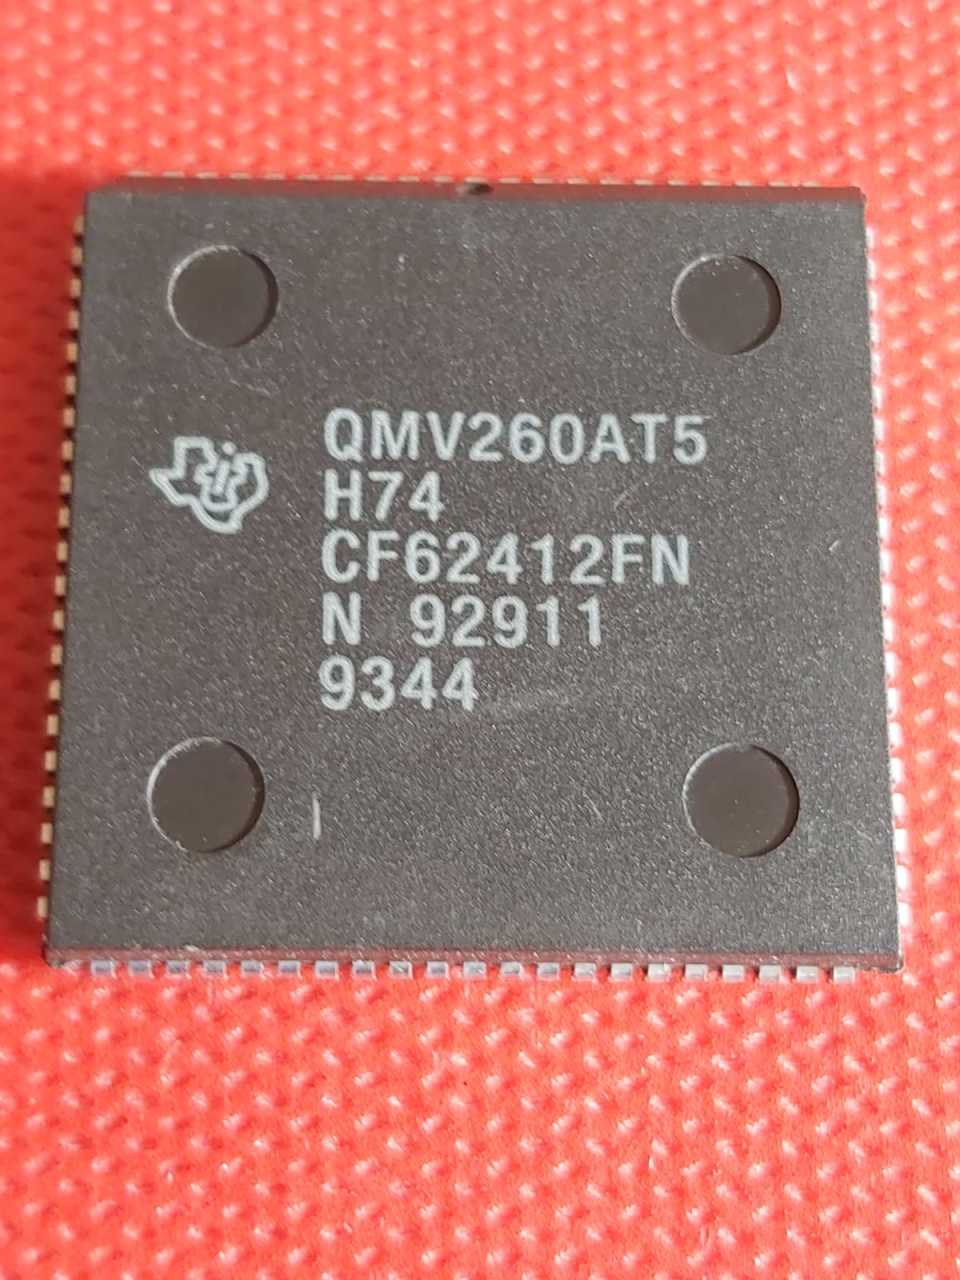 QMV260AT5
H74
CF62412FN
N 92911
9344